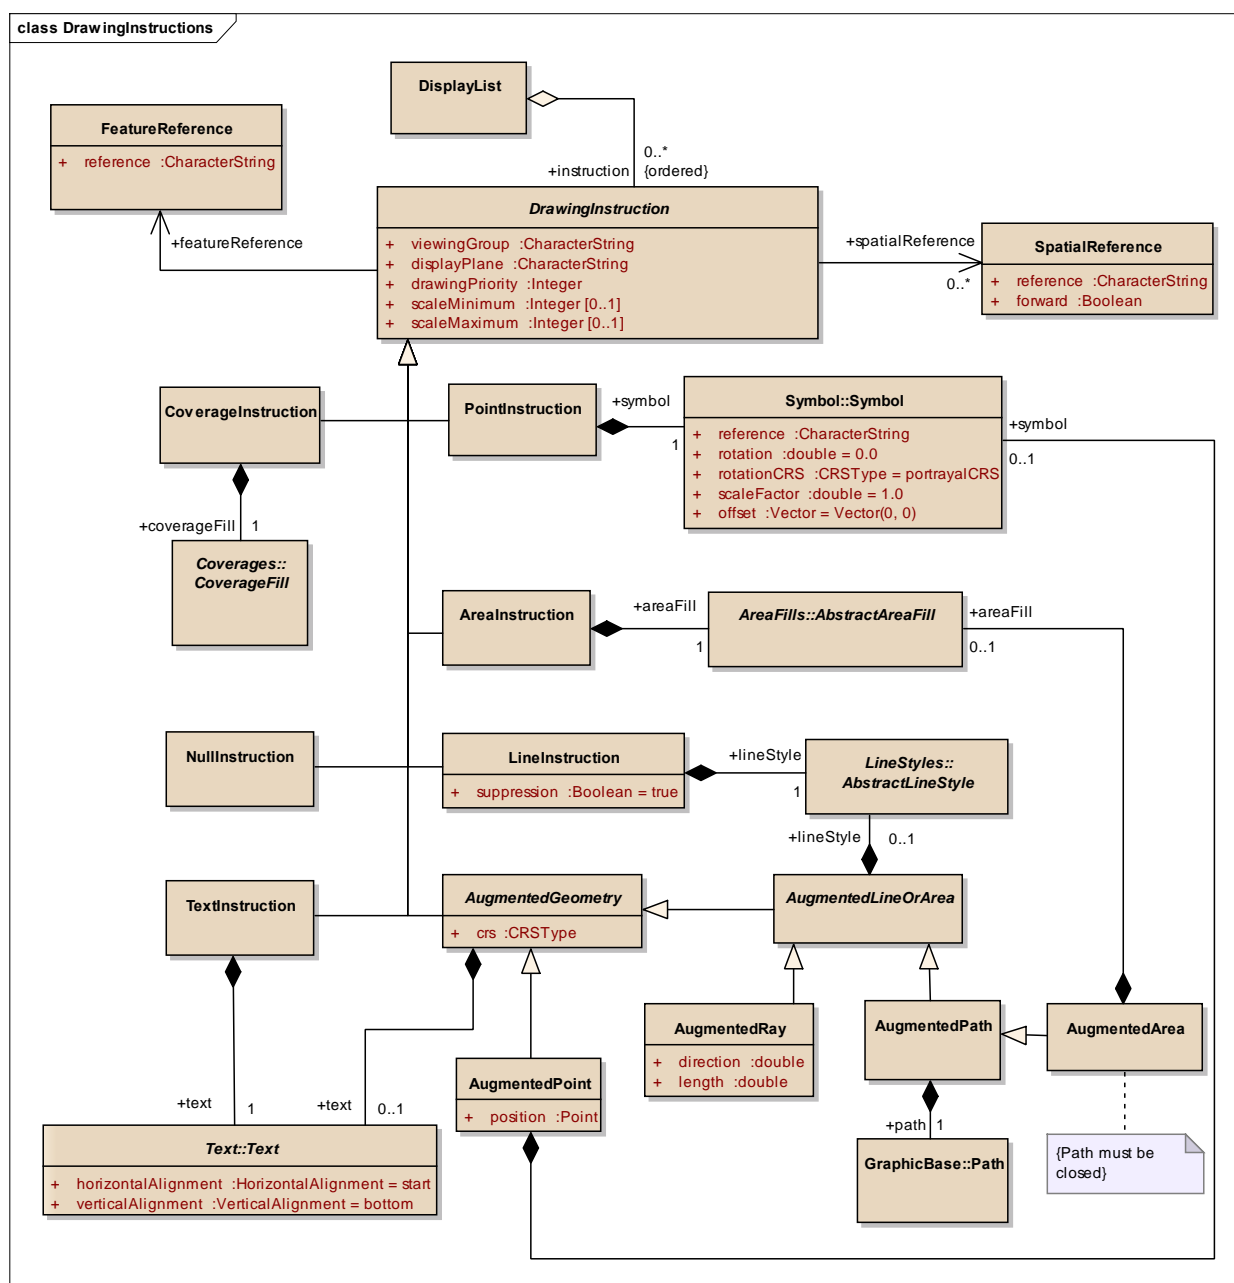 class DrawingInstructions
DisplayList
FeatureReference
+ reference :CharacterString
0..*
+instruction {ordered}
DrawingInstruction
+ viewingGroup :CharacterString
+ displayPlane :CharacterString
+ drawingPriority :Integer
+ scaleMinimum :Integer [0..1]
+ scaleMaximum :Integer [0..1]
+featureReference
+spatialReference
0..*
SpatialReference
+ reference :CharacterString
+ forward :Boolean
CoverageInstruction
PointInstruction
+symbol
1
Symbol::Symbol
+ reference :CharacterString
+ rotation :double = 0.0
+ rotationCRS :CRSType = portrayalCRS
+ scaleFactor :double = 1.0
+ offset :Vector = Vector(0, 0)
+symbol
0..1
+coverageFill 1
Coverages::
CoverageFill
AreaInstruction
+areaFill
1
AreaFills::AbstractAreaFill
+areaFill
0..1
NullInstruction
LineInstruction
+ suppression :Boolean = true
+lineStyle
1
LineStyles::
AbstractLineStyle
+lineStyle 0..1
TextInstruction
AugmentedGeometry
+ crs :CRSType
AugmentedLineOrArea
AugmentedRay
+ direction :double
+ length :double
AugmentedPath
AugmentedArea
AugmentedPoint
+ position :Point
+text 1
+text 0..1
+path 1
Text::Text
+ horizontalAlignment :HorizontalAlignment = start
+ verticalAlignment :VerticalAlignment = bottom
GraphicBase::Path
{Path must be
closed}